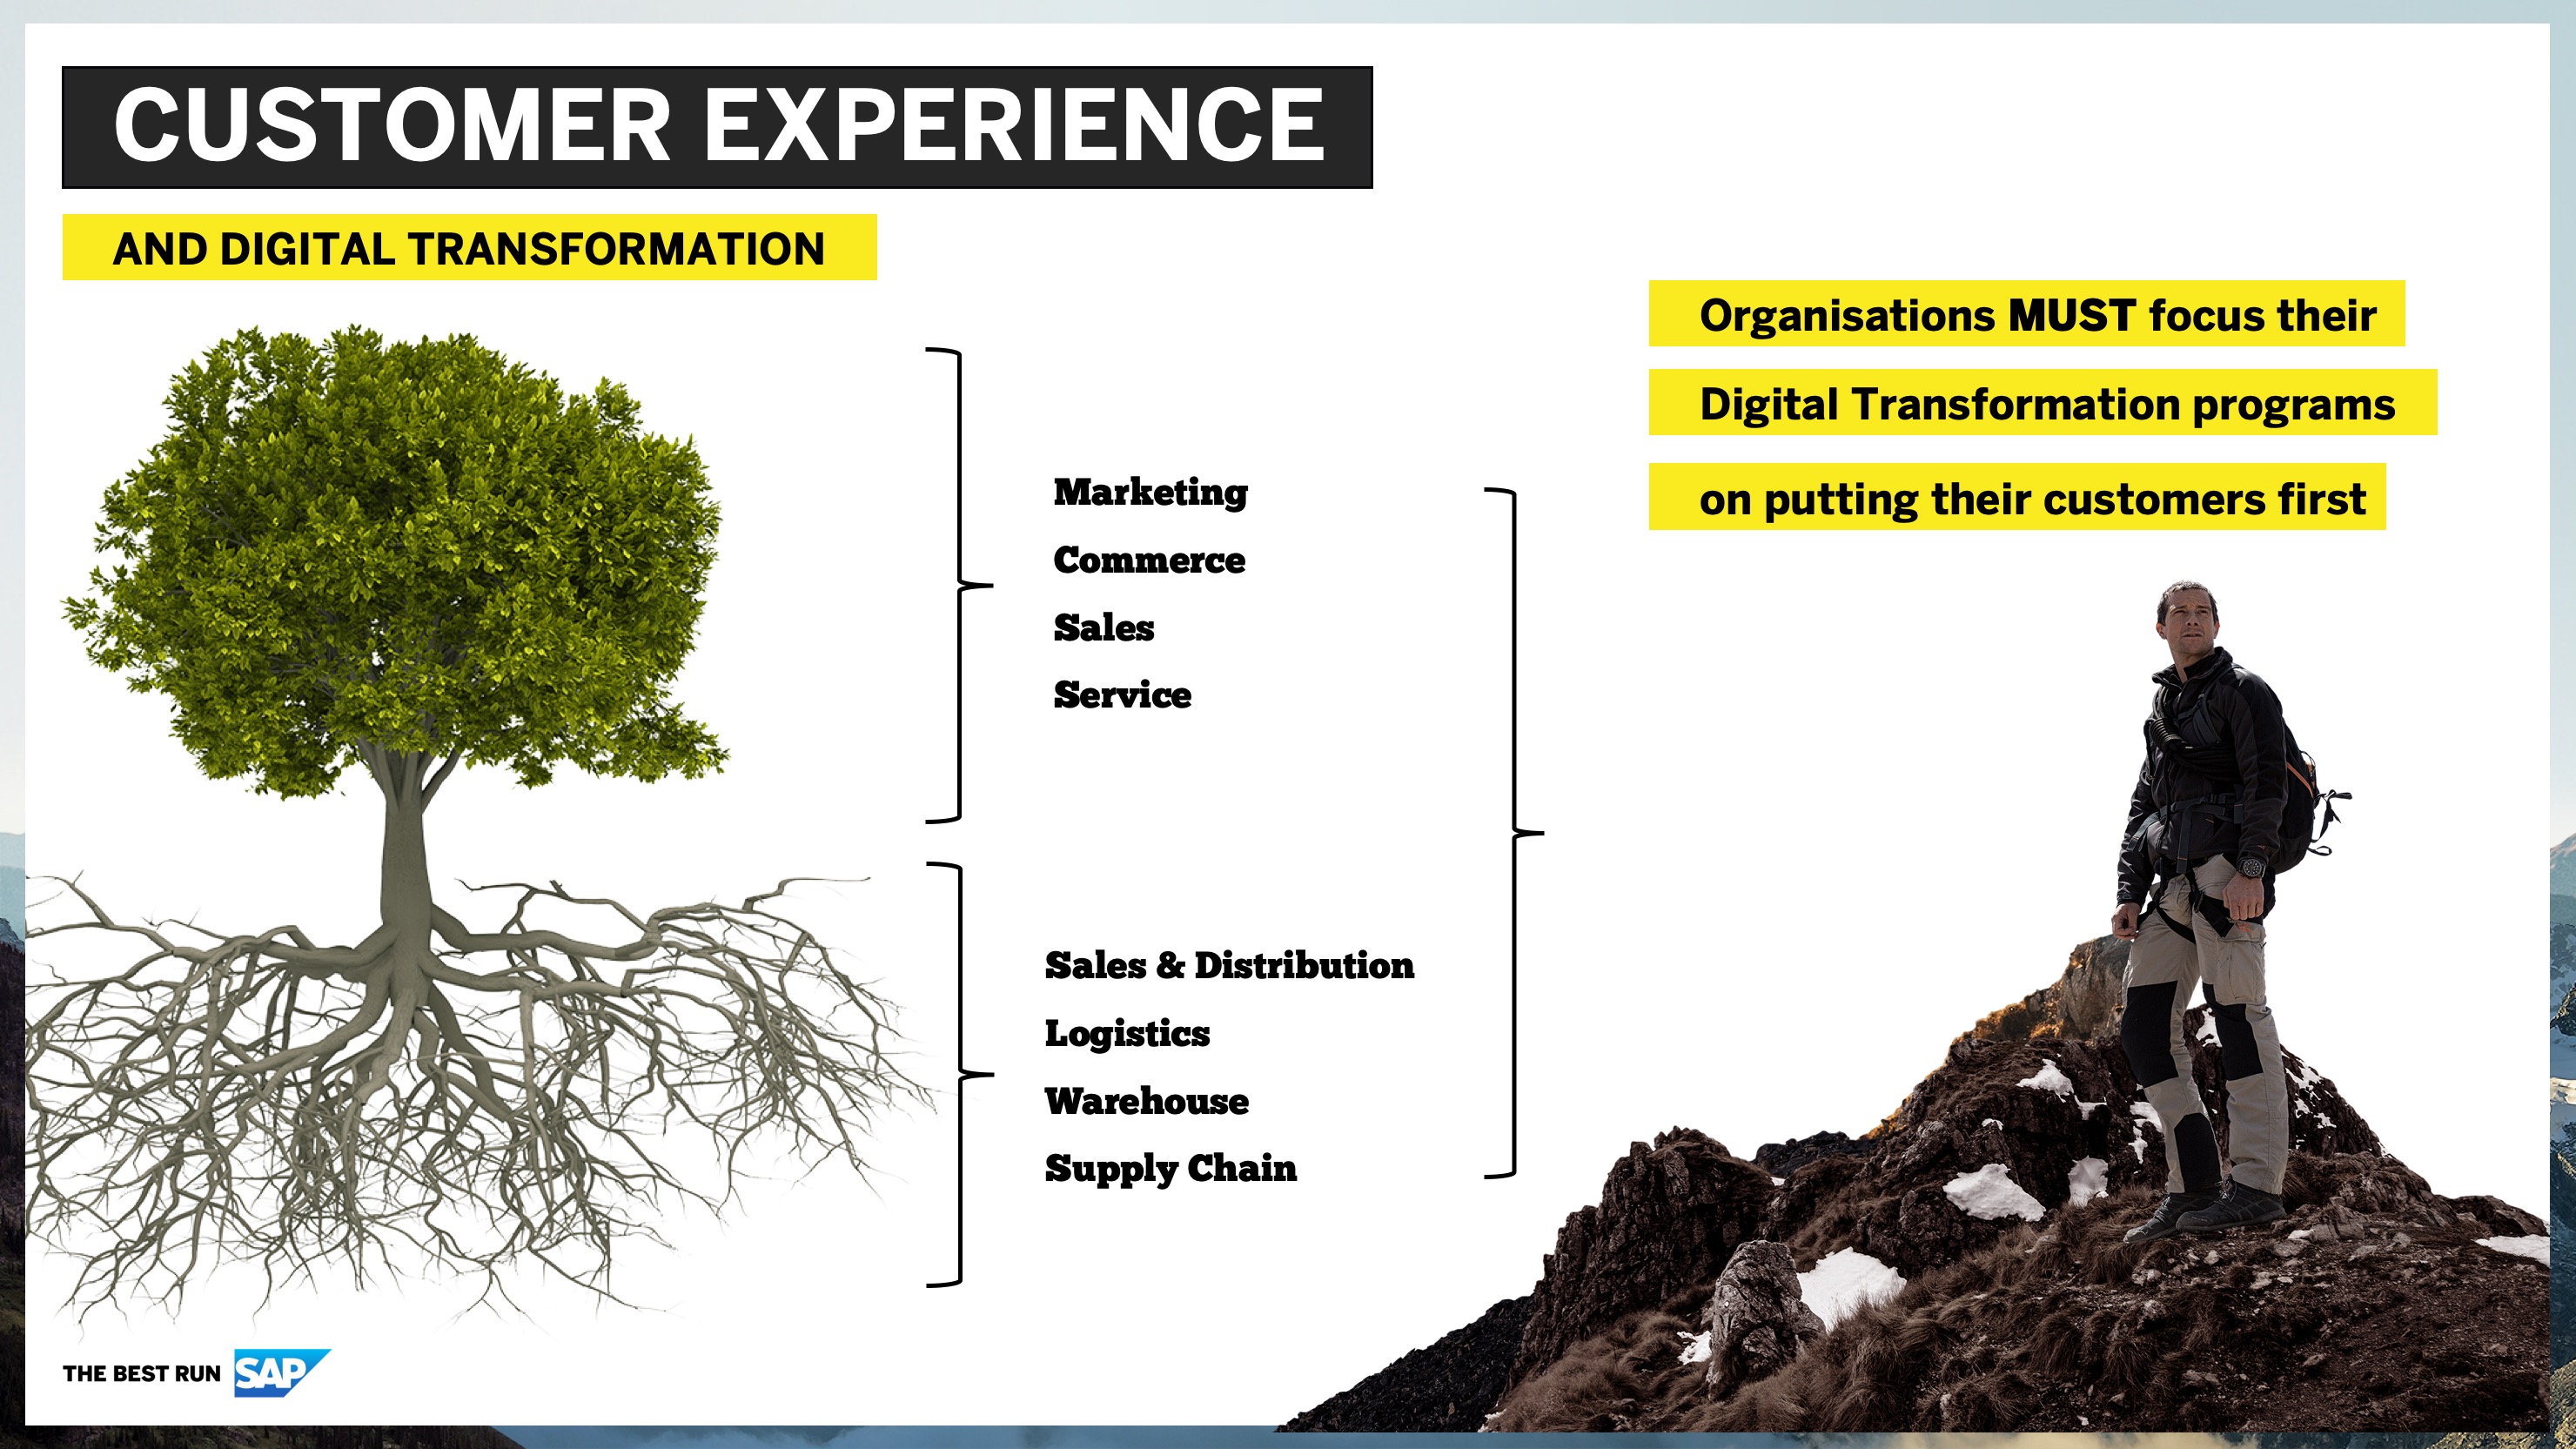 CUSTOMER EXPERIENCE
AND DIGITAL TRANSFORMATION
Marketing
Commerce
Sales
Service
Sales & Distribution
Logistics
Warehouse
Supply Chain
Organisations MUST focus their
Digital Transformation programs
on putting their customers first
THE BEST RUN SAP